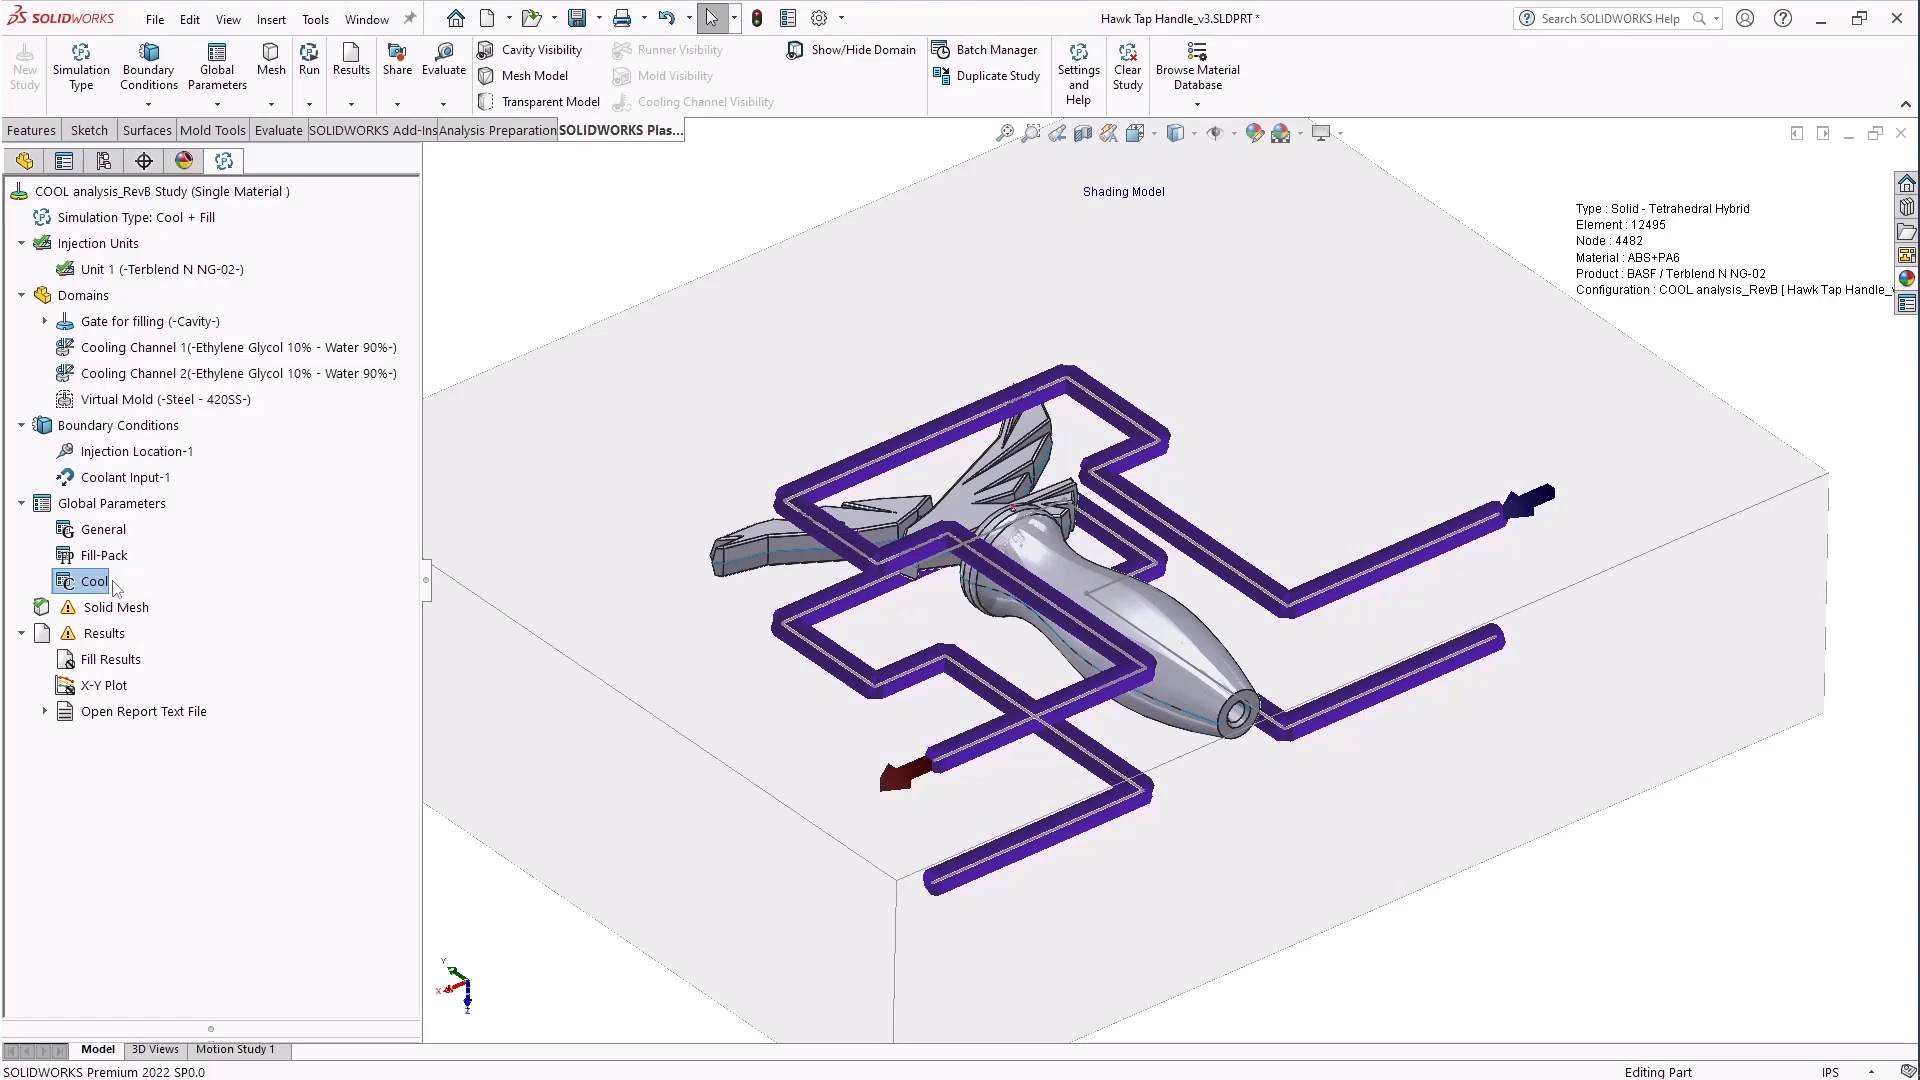 SOLIDWORKS
File Edit View Insert Tools Window
Hawk Tap Handle_v3.SLDPRT *
Search SOLIDWORKS Help
New Study
Simulation Type
Boundary Conditions
Global Parameters
Mesh
Run
Results
Share
Evaluate
Cavity Visibility
Mesh Model
Transparent Model
Runner Visibility
Mold Visibility
Cooling Channel Visibility
Show/Hide Domain
Batch Manager
Duplicate Study
Settings and Help
Clear Study
Browse Material Database
Features Sketch Surfaces Mold Tools Evaluate SOLIDWORKS Add-Ins Analysis Preparation SOLIDWORKS Plas...
COOL analysis_RevB Study (Single Material )
Simulation Type: Cool + Fill
Injection Units
Unit 1 (-Terblend N NG-02-)
Domains
Gate for filling (-Cavity-)
Cooling Channel 1(-Ethylene Glycol 10% - Water 90%-)
Cooling Channel 2(-Ethylene Glycol 10% - Water 90%-)
Virtual Mold (-Steel - 420SS-)
Boundary Conditions
Injection Location-1
Coolant Input-1
Global Parameters
General
Fill-Pack
Cool
Solid Mesh
Results
Fill Results
X-Y Plot
Open Report Text File
Shading Model
Type : Solid - Tetrahedral Hybrid
Element : 12495
Node : 4482
Material : ABS+PA6
Product : BASF / Terblend N NG-02
Configuration : COOL analysis_RevB [ Hawk Tap Handle_
Y
X
Z
Model 3D Views Motion Study 1
SOLIDWORKS Premium 2022 SP0.0
Editing Part
IPS